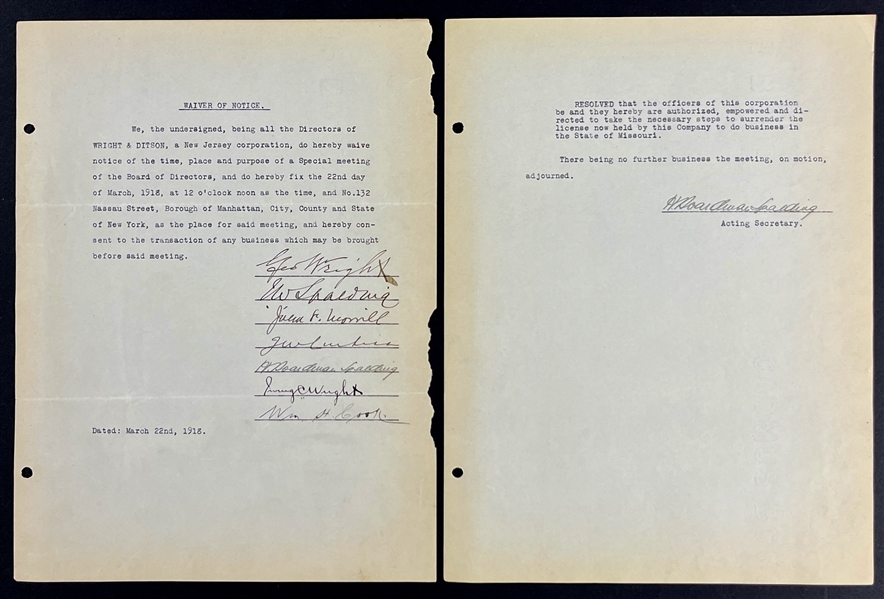 WAIVER OF NOTICE.
We, the undersigned, being all the Directors of
WRIGHT & DITSON, a New Jersey corporation, do hereby waive
notice of the time, place and purpose of a Special meeting
of the Board of Directors, and do hereby fix the 22nd day
of March, 1918, at 12 o'clock noon as the time, and No.132
Nassau Street, Borough of Manhattan, City, County and State
of New York, as the place for said meeting, and hereby con-
sent to the transaction of any business which may be brought
before said meeting.
Geo Wright
JW Spalding
Julia F. Morrill
JW Curtiss
H Boardman Spalding
Irving C Wright
Wm H. Cook
Dated: March 22nd, 1918.
RESOLVED that the officers of this corporation
be and they hereby are authorized, empowered and di-
rected to take the necessary steps to surrender the
license now held by this Company to do business in
the State of Missouri.
There being no further business the meeting, on motion,
adjourned.
H Boardman Spalding
Acting Secretary.